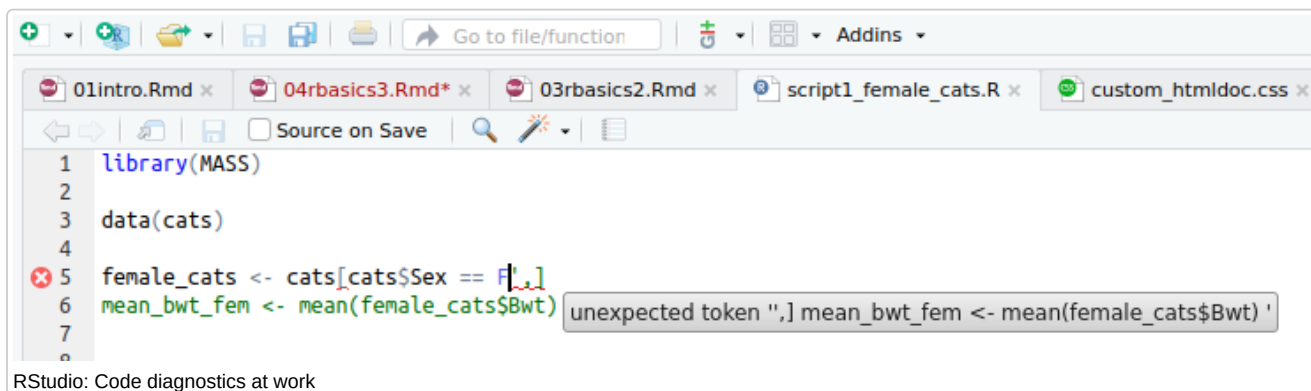 Go to file/function Addins
01intro.Rmd 04rbasics3.Rmd* 03rbasics2.Rmd script1_female_cats.R custom_htmldoc.css
Source on Save
1 library(MASS)
2
3 data(cats)
4
5 female_cats <- cats[cats$Sex == F',]
6 mean_bwt_fem <- mean(female_cats$Bwt)
unexpected token '',] mean_bwt_fem <- mean(female_cats$Bwt) '
7
RStudio: Code diagnostics at work